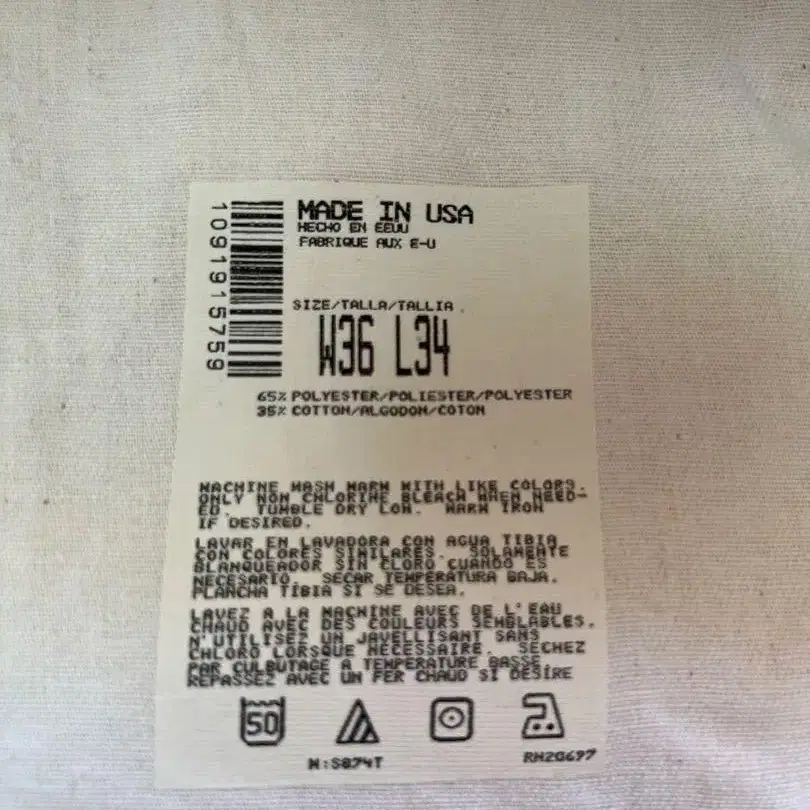 1091915759
MADE IN USA
HECHO EN EEUU
FABRIQUE AUX E-U
SIZE/TALLA/TALLIA
W36 L34
65% POLYESTER/POLIESTER/POLYESTER
35% COTTON/ALGODON/COTON
MACHINE WASH WARM WITH LIKE COLORS.
ONLY NON CHLORINE BLEACH WHEN NEED-
ED. TUMBLE DRY LOW. WARM IRON
IF DESIRED.
LAVAR EN LAVADORA CON AGUA TIBIA
CON COLORES SIMILARES. SOLAMENTE
BLANQUEADOR SIN CLORO CUANDO ES
NECESARIO. SECAR TEMPERATURA BAJA.
PLANCHA TIBIA SI SE DESEA.
LAVEZ A LA MACHINE AVEC DE L'EAU
CHAUD AVEC DES COULEURS SEMBLABLES.
N'UTILISEZ UN JAVELLISANT SANS
CHLORO LORSQUE NECESSAIRE. SECHEZ
PAR CULBUTAGE A TEMPERATURE BASSE
REPASSEZ AVEC UN FER CHAUD SI DESIRE
50
M:S874T
RN20697